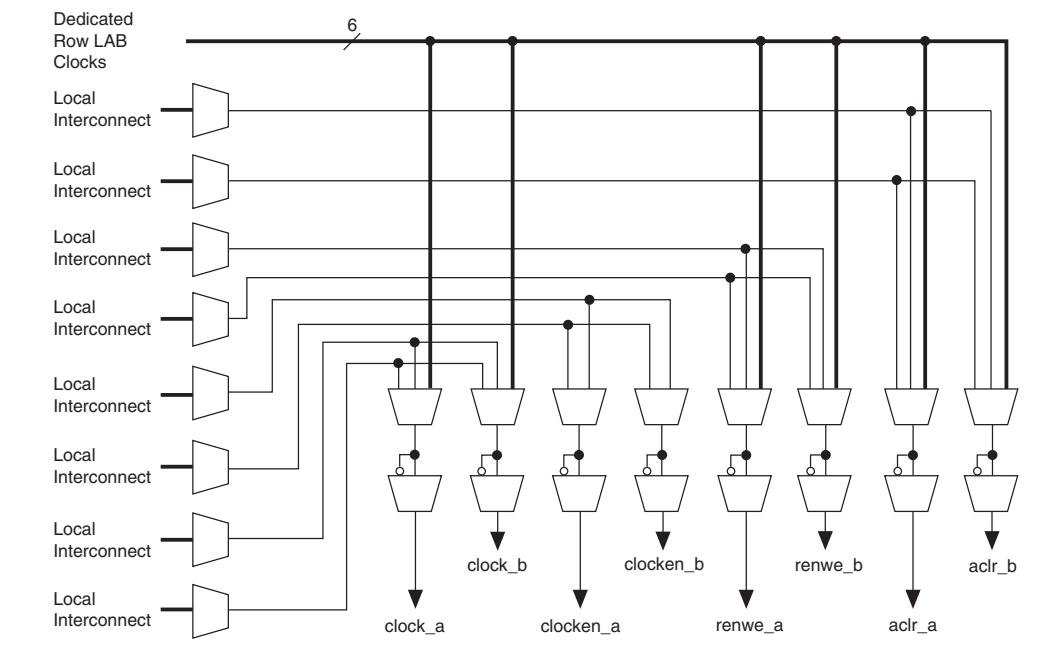 Dedicated
Row LAB
Clocks
6
Local
Interconnect
Local
Interconnect
Local
Interconnect
Local
Interconnect
Local
Interconnect
Local
Interconnect
Local
Interconnect
Local
Interconnect
clock_b
clocken_b
renwe_b
aclr_b
clock_a
clocken_a
renwe_a
aclr_a